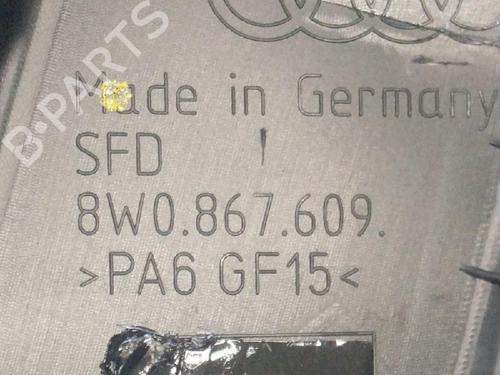 Made in Germany
SFD
8W0.867.609.
>PA6 GF15<
B-PARTS